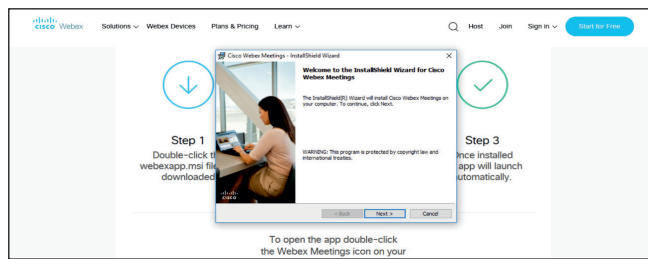 cisco Webex Solutions Webex Devices Plans & Pricing Learn Host Join Sign in Start for Free
Cisco Webex Meetings - InstallShield Wizard
Welcome to the InstallShield Wizard for Cisco
Webex Meetings
The InstallShield(R) Wizard will install Cisco Webex Meetings on
your computer. To continue, click Next.
WARNING: This program is protected by copyright law and
international treaties.
cisco
< Back Next > Cancel
Step 1
Double-click t
webexapp.msi file
downloaded
Step 3
Once installed
app will launch
automatically.
To open the app double-click
the Webex Meetings icon on your